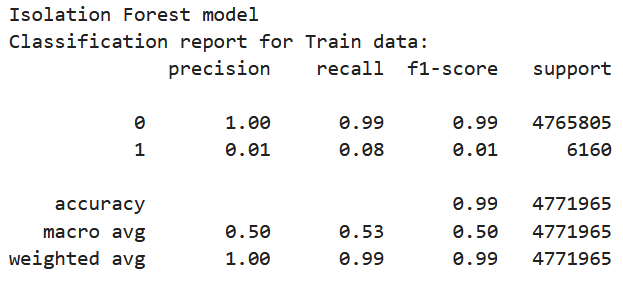 Isolation Forest model
Classification report for Train data:
precision recall f1-score support
0 1.00 0.99 0.99 4765805
1 0.01 0.08 0.01 6160
accuracy 0.99 4771965
macro avg 0.50 0.53 0.50 4771965
weighted avg 1.00 0.99 0.99 4771965